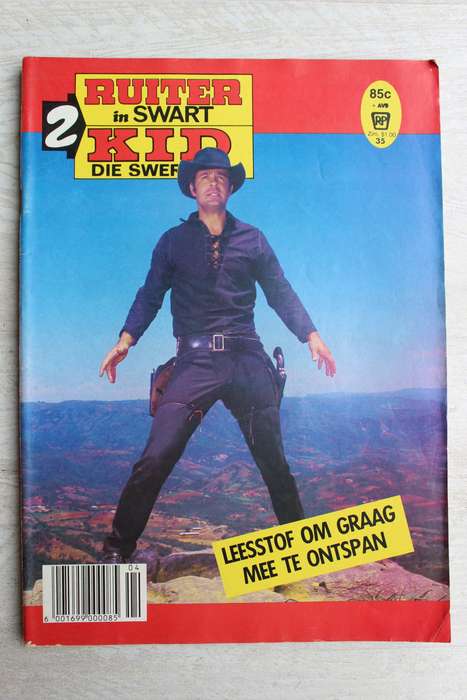 2
RUITER
in SWART
KID
DIE SWER
85c
+ AVB
RP
Zim. $1.00
35
LEESSTOF OM GRAAG
MEE TE ONTSPAN
04
6 001699 000085